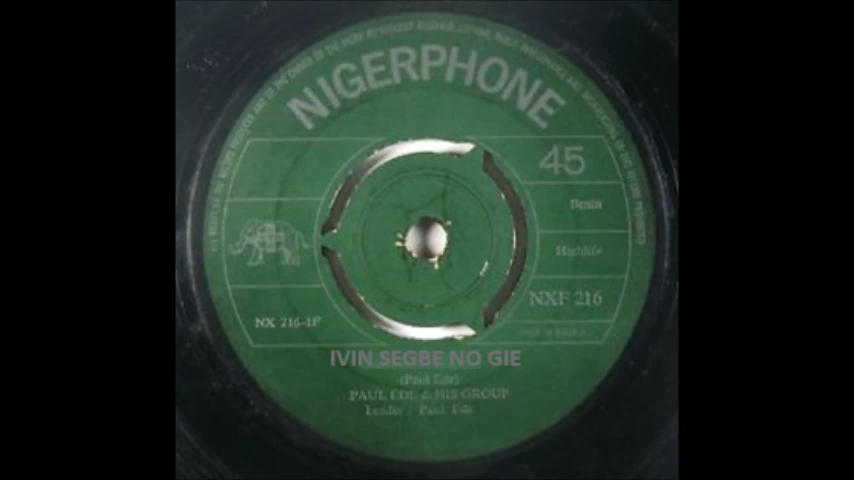 NIGERPHONE
45
Benin
Highlife
NXF 216
NX 216-1F
IVIN SEGBE NO GIE
(Paul Ede)
PAUL EDE & HIS GROUP
Leader : Paul Ede